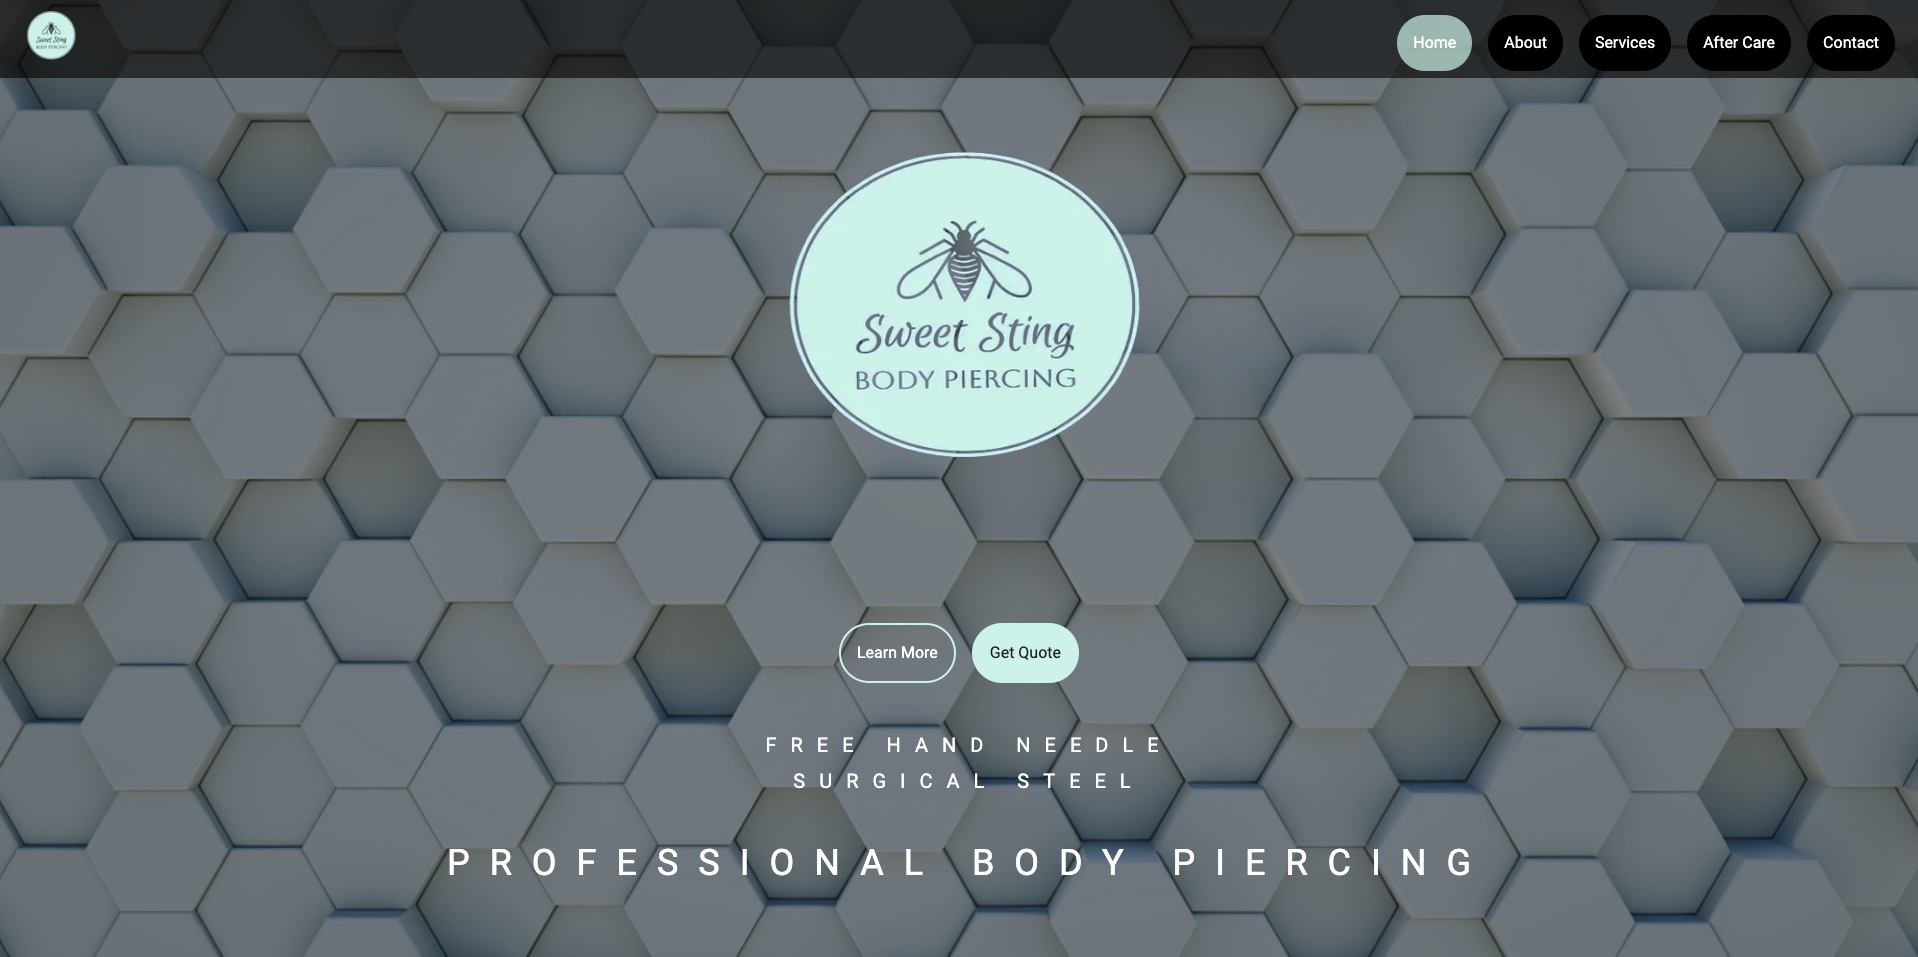 Sweet Sting
BODY PIERCING
Home
About
Services
After Care
Contact
Sweet Sting
BODY PIERCING
Learn More
Get Quote
FREE HAND NEEDLE
SURGICAL STEEL
PROFESSIONAL BODY PIERCING